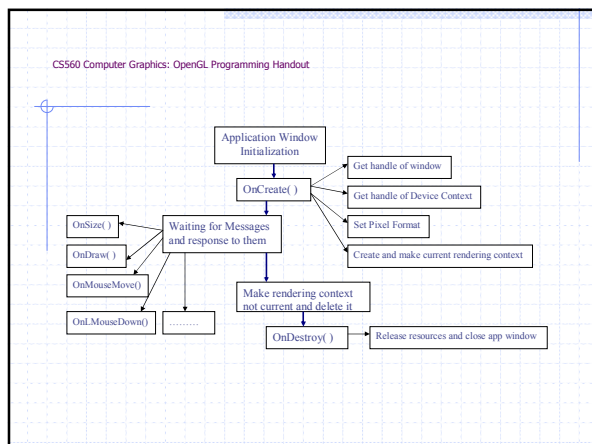 CS560 Computer Graphics: OpenGL Programming Handout
Application Window
Initialization
OnCreate( )
Get handle of window
Get handle of Device Context
Set Pixel Format
Create and make current rendering context
Waiting for Messages
and response to them
OnSize( )
OnDraw( )
OnMouseMove()
OnLMouseDown()
………
Make rendering context
not current and delete it
OnDestroy( )
Release resources and close app window